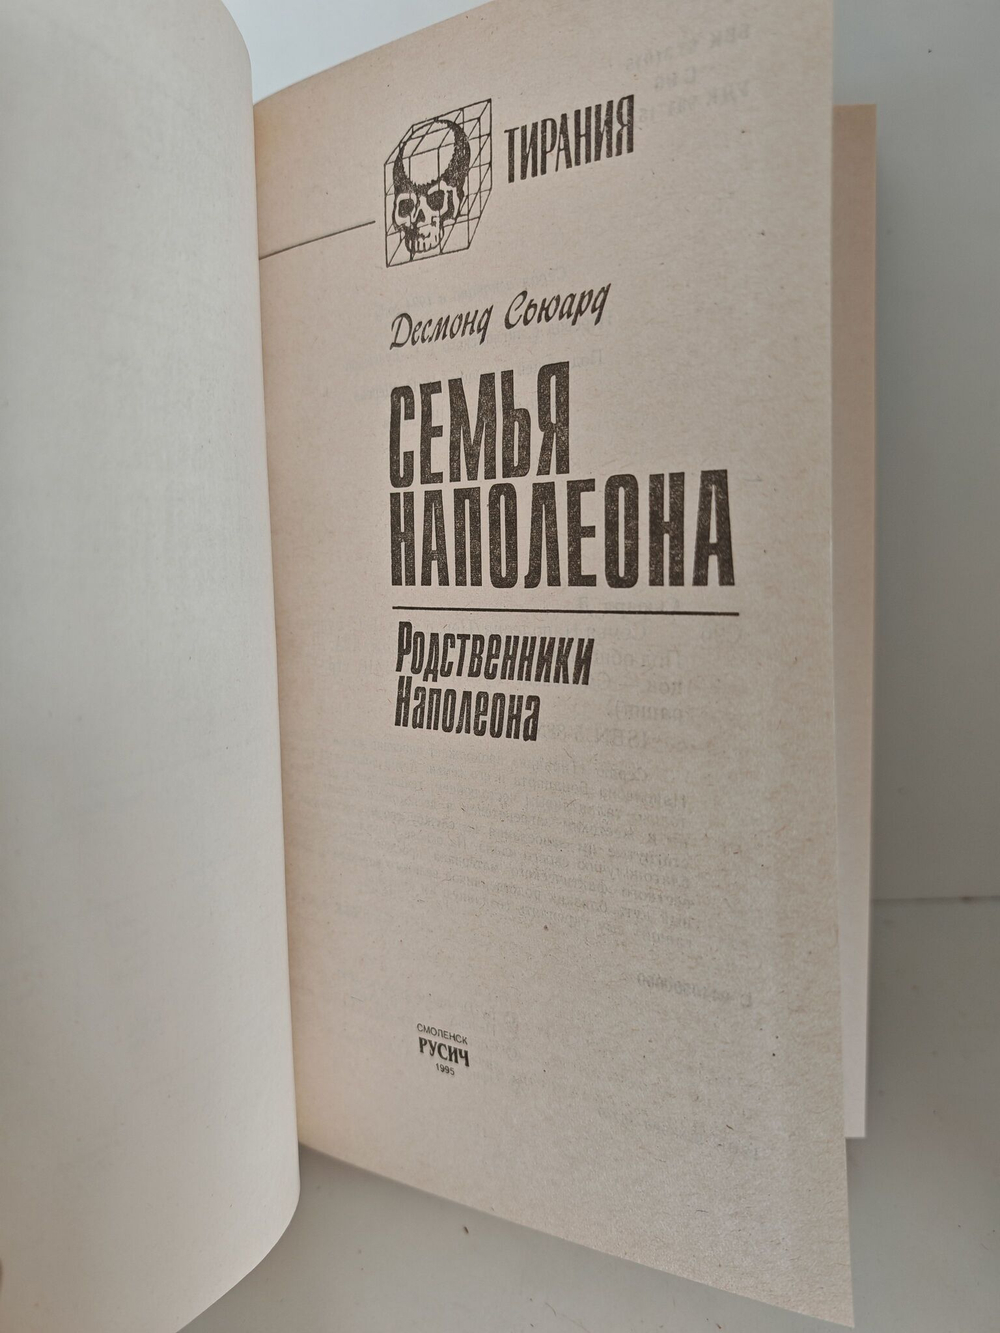 ТИРАНИЯ
Десмонд Сьюард
СЕМЬЯ
НАПОЛЕОНА
Родственники
Наполеона
СМОЛЕНСК
РУСИЧ
1995